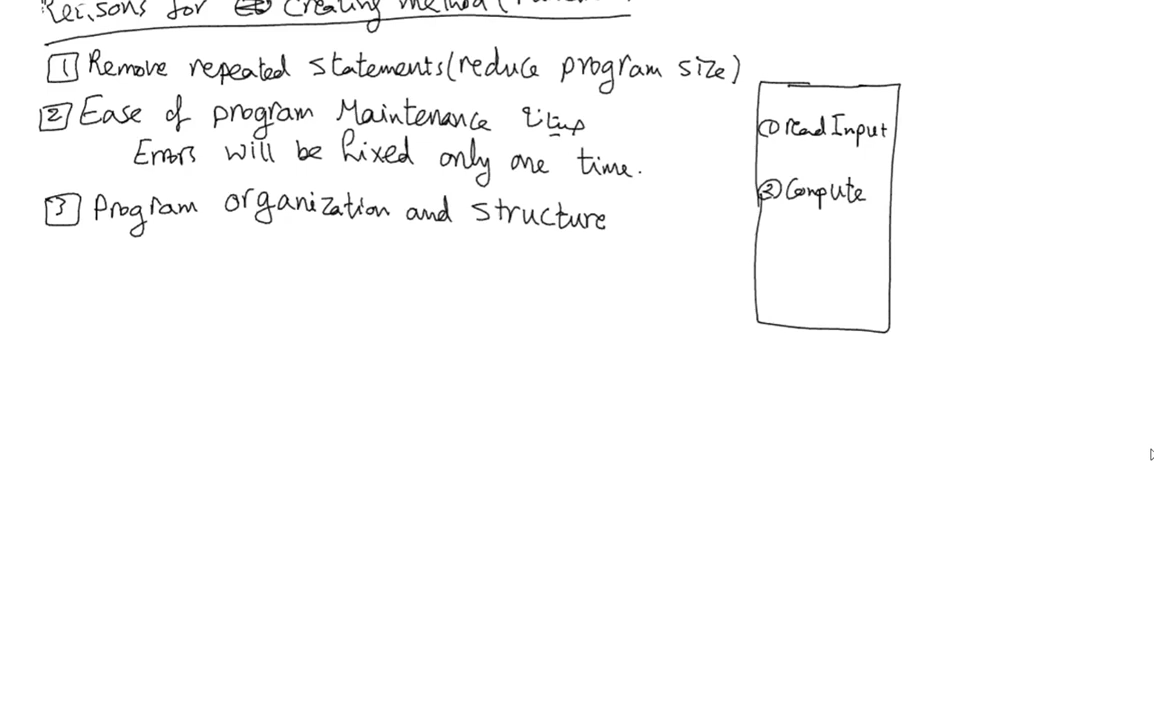 Reasons for Creating Method (
1 Remove repeated statements (reduce program size)
2 Ease of program Maintenance صيانة
Errors will be fixed only one time.
3 Program organization and structure
① read Input
② Compute